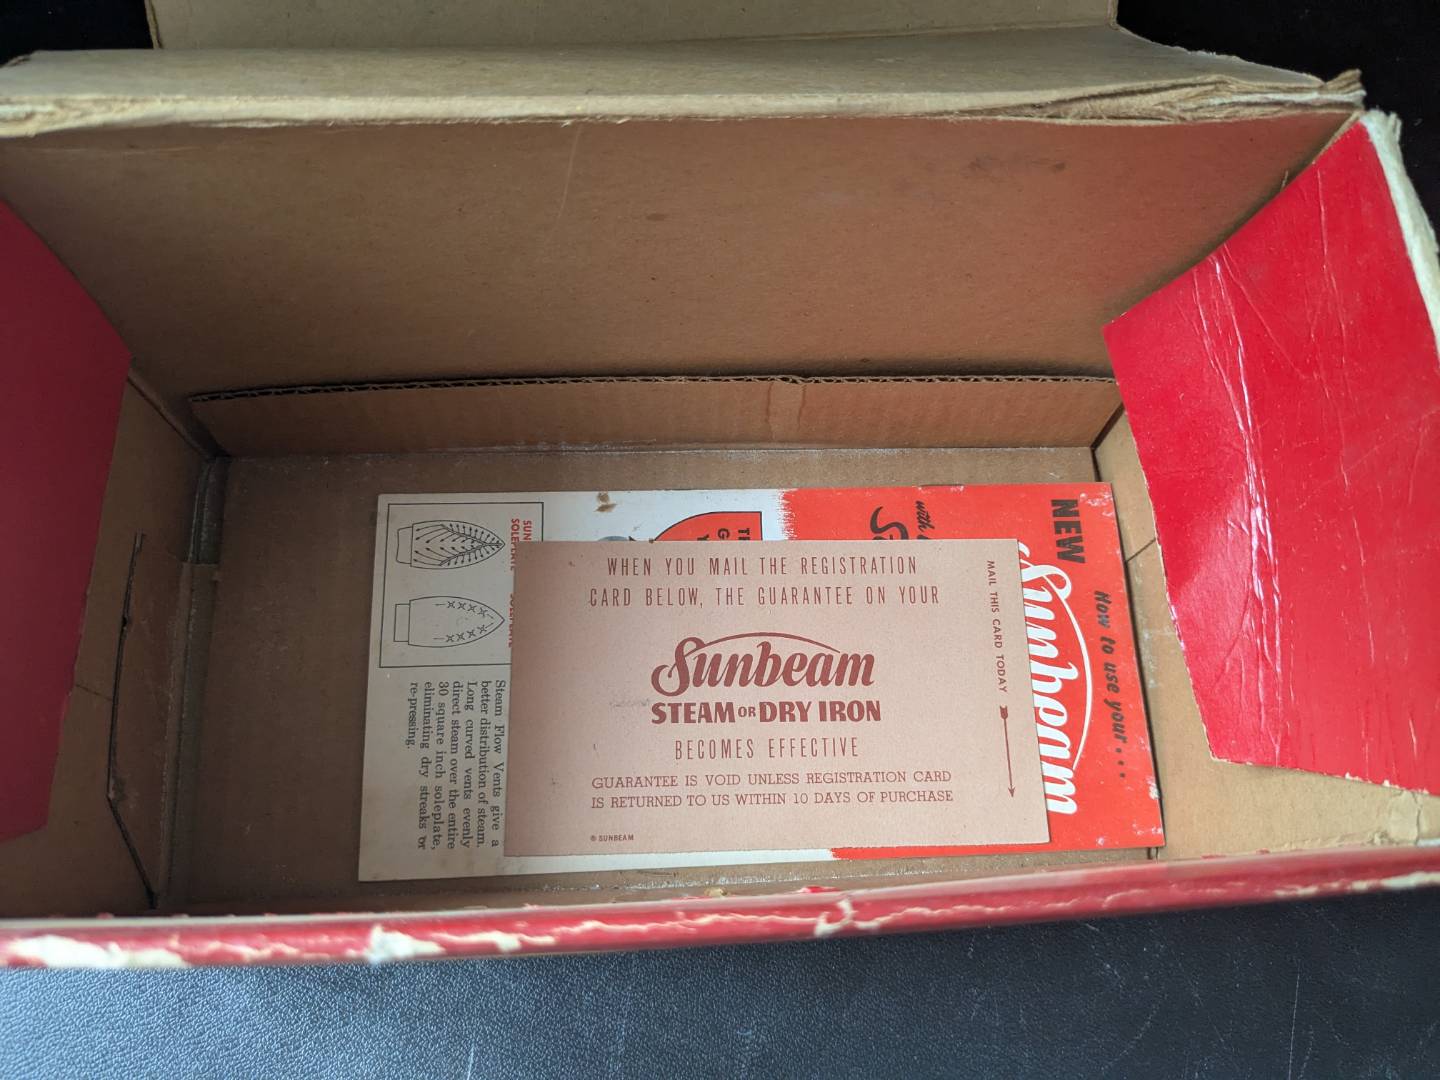 WHEN YOU MAIL THE REGISTRATION
CARD BELOW, THE GUARANTEE ON YOUR
Sunbeam
STEAM OR DRY IRON
BECOMES EFFECTIVE
GUARANTEE IS VOID UNLESS REGISTRATION CARD
IS RETURNED TO US WITHIN 10 DAYS OF PURCHASE
© SUNBEAM
MAIL THIS CARD TODAY
NEW
How to use your...
Sunbeam
with
Steam Flow Vents give a
better distribution of steam.
Long curved vents evenly
direct steam over the entire
30 square inch soleplate,
eliminating dry streaks or
re-pressing.